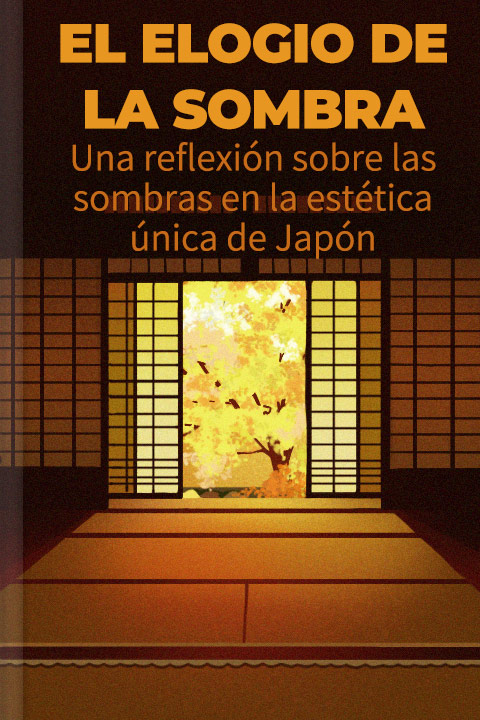 EL ELOGIO DE
LA SOMBRA
Una reflexión sobre las
sombras en la estética
única de Japón